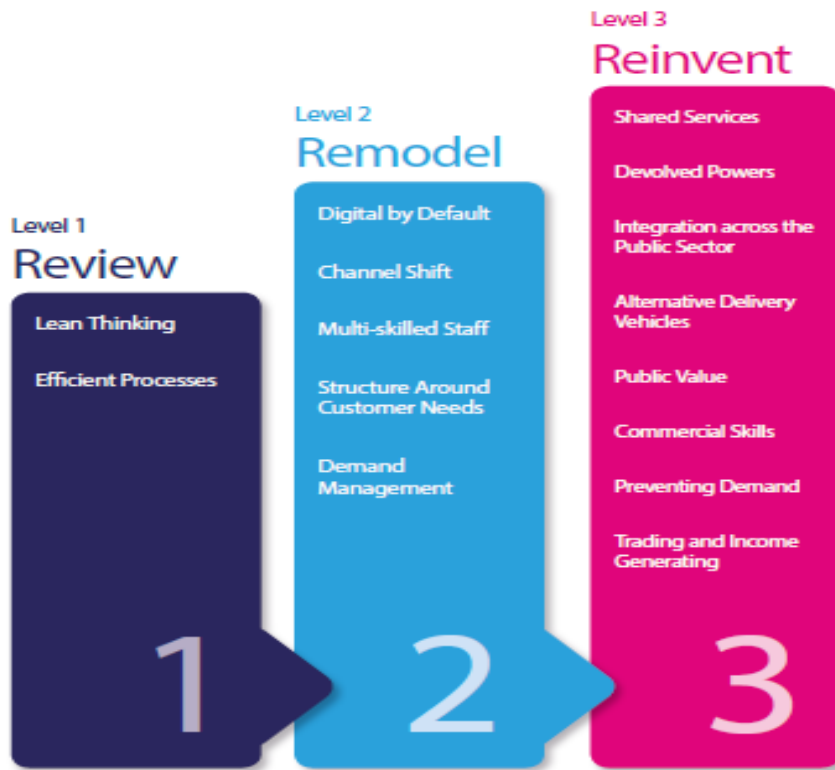 Level 1
Review
Lean Thinking
Efficient Processes
1
Level 2
Remodel
Digital by Default
Channel Shift
Multi-skilled Staff
Structure Around
Customer Needs
Demand
Management
2
Level 3
Reinvent
Shared Services
Devolved Powers
Integration across the
Public Sector
Alternative Delivery
Vehicles
Public Value
Commercial Skills
Preventing Demand
Trading and Income
Generating
3